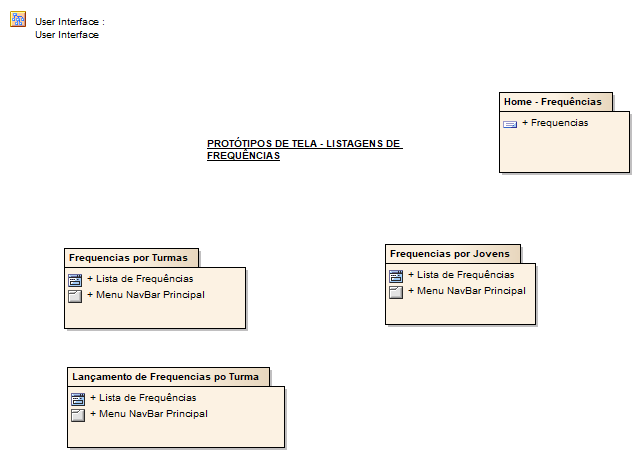 User Interface :
User Interface
Home - Frequências
+ Frequencias
PROTÓTIPOS DE TELA - LISTAGENS DE
FREQUÊNCIAS
Frequencias por Turmas
+ Lista de Frequências
+ Menu NavBar Principal
Frequencias por Jovens
+ Lista de Frequências
+ Menu NavBar Principal
Lançamento de Frequencias po Turma
+ Lista de Frequências
+ Menu NavBar Principal